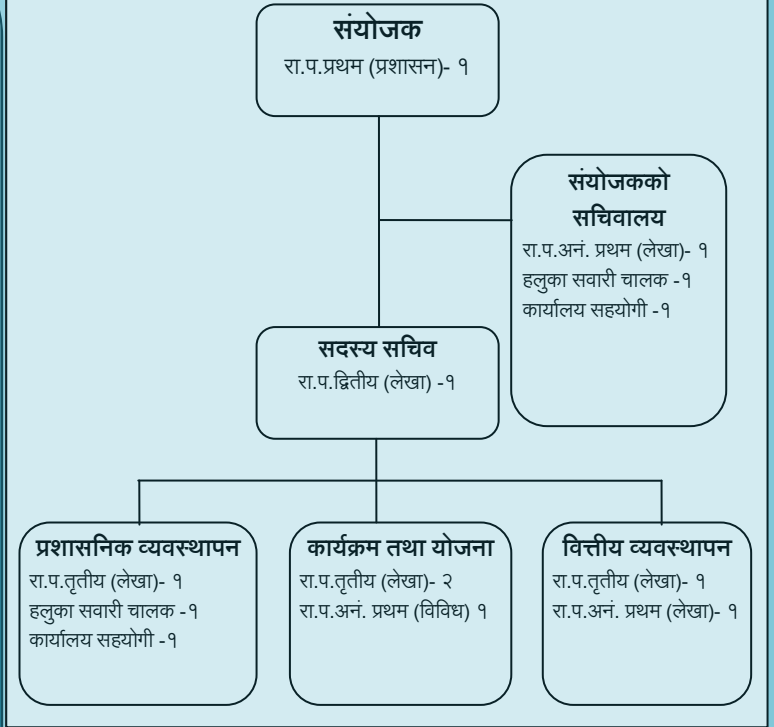 संयोजक
रा.प.प्रथम (प्रशासन)- १
संयोजकको
सचिवालय
रा.प.अनं. प्रथम (लेखा)- १
हलुका सवारी चालक -१
कार्यालय सहयोगी -१
सदस्य सचिव
रा.प.द्वितीय (लेखा) -१
प्रशासनिक व्यवस्थापन
रा.प.तृतीय (लेखा)- १
हलुका सवारी चालक -१
कार्यालय सहयोगी -१
कार्यक्रम तथा योजना
रा.प.तृतीय (लेखा)- २
रा.प.अनं. प्रथम (विविध) १
वित्तीय व्यवस्थापन
रा.प.तृतीय (लेखा)- १
रा.प.अनं. प्रथम (लेखा)- १